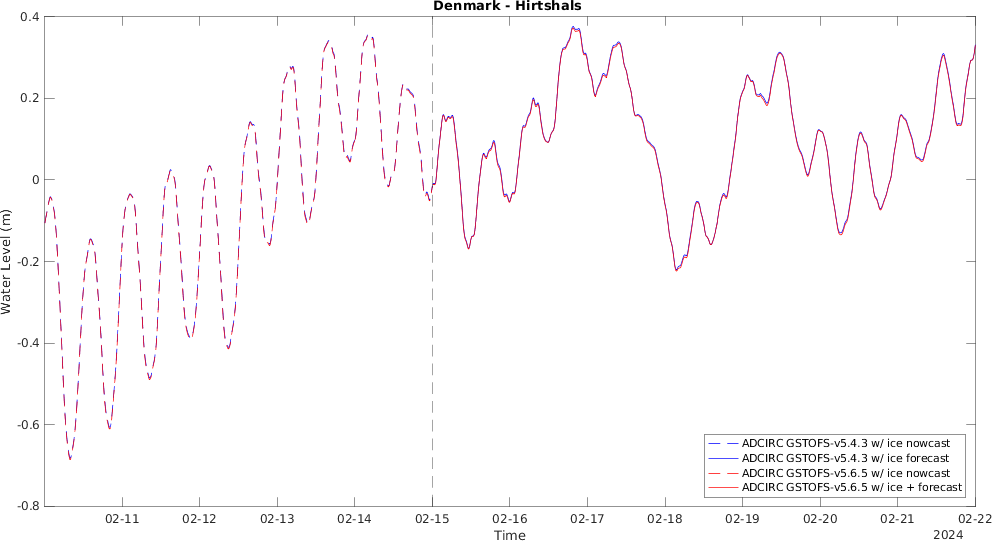 Denmark - Hirtshals
0.4
0.2
0
-0.2
-0.4
-0.6
-0.8
Water Level (m)
ADCIRC GSTOFS-v5.4.3 w/ ice nowcast
ADCIRC GSTOFS-v5.4.3 w/ ice forecast
ADCIRC GSTOFS-v5.6.5 w/ ice nowcast
ADCIRC GSTOFS-v5.6.5 w/ ice + forecast
02-11 02-12 02-13 02-14 02-15 02-16 02-17 02-18 02-19 02-20 02-21 02-22
Time
2024